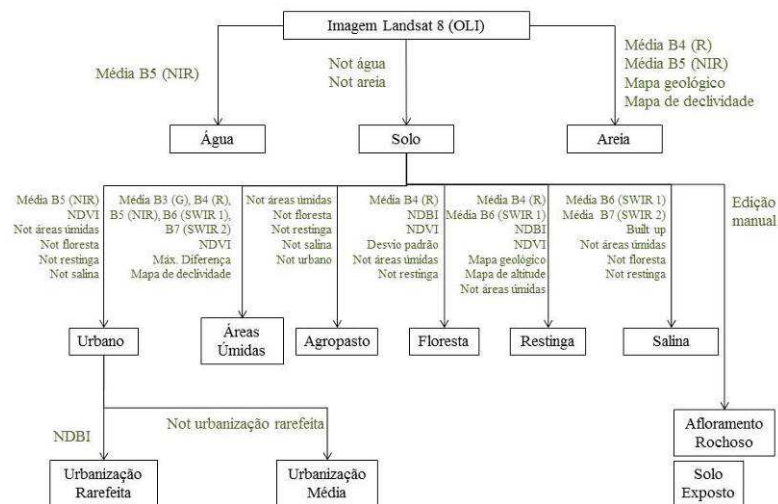 Imagem Landsat 8 (OLI)
Média B5 (NIR)
Not água
Not areia
Média B4 (R)
Média B5 (NIR)
Mapa geológico
Mapa de declividade
Água
Solo
Areia
Média B5 (NIR)
NDVI
Not áreas úmidas
Not floresta
Not restinga
Not salina
Média B3 (G), B4 (R),
B5 (NIR), B6 (SWIR 1),
B7 (SWIR 2)
NDVI
Máx. Diferença
Mapa de declividade
Not áreas úmidas
Not floresta
Not restinga
Not salina
Not urbano
Média B4 (R)
NDBI
NDVI
Desvio padrão
Not áreas úmidas
Not restinga
Média B4 (R)
Média B6 (SWIR 1)
NDBI
NDVI
Mapa geológico
Mapa de altitude
Not áreas úmidas
Média B6 (SWIR 1)
Média B7 (SWIR 2)
Built up
Not áreas úmidas
Not floresta
Not restinga
Edição
manual
Urbano
Áreas
Úmidas
Agropasto
Floresta
Restinga
Salina
NDBI
Not urbanização rarefeita
Afloramento
Rochoso
Urbanização
Rarefeita
Urbanização
Média
Solo
Exposto